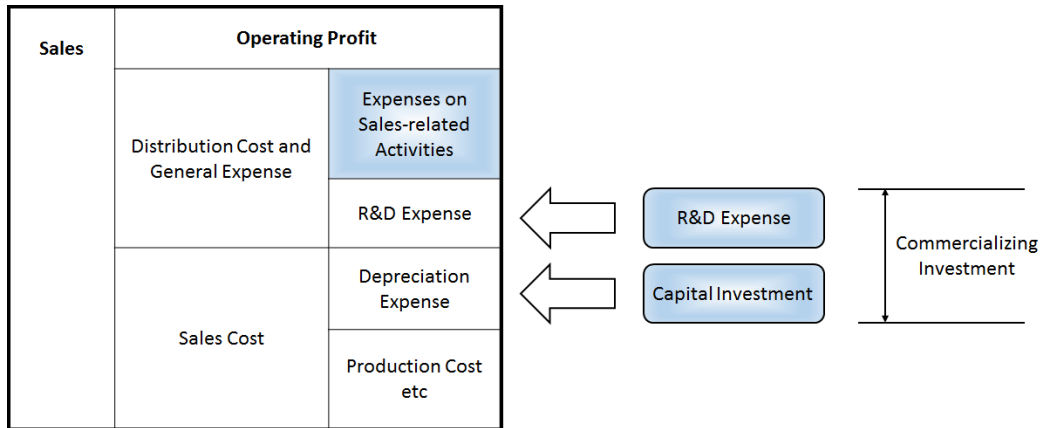 Sales
Operating Profit
Distribution Cost and
General Expense
Expenses on
Sales-related
Activities
R&D Expense
Sales Cost
Depreciation
Expense
Production Cost
etc
R&D Expense
Capital Investment
Commercializing
Investment